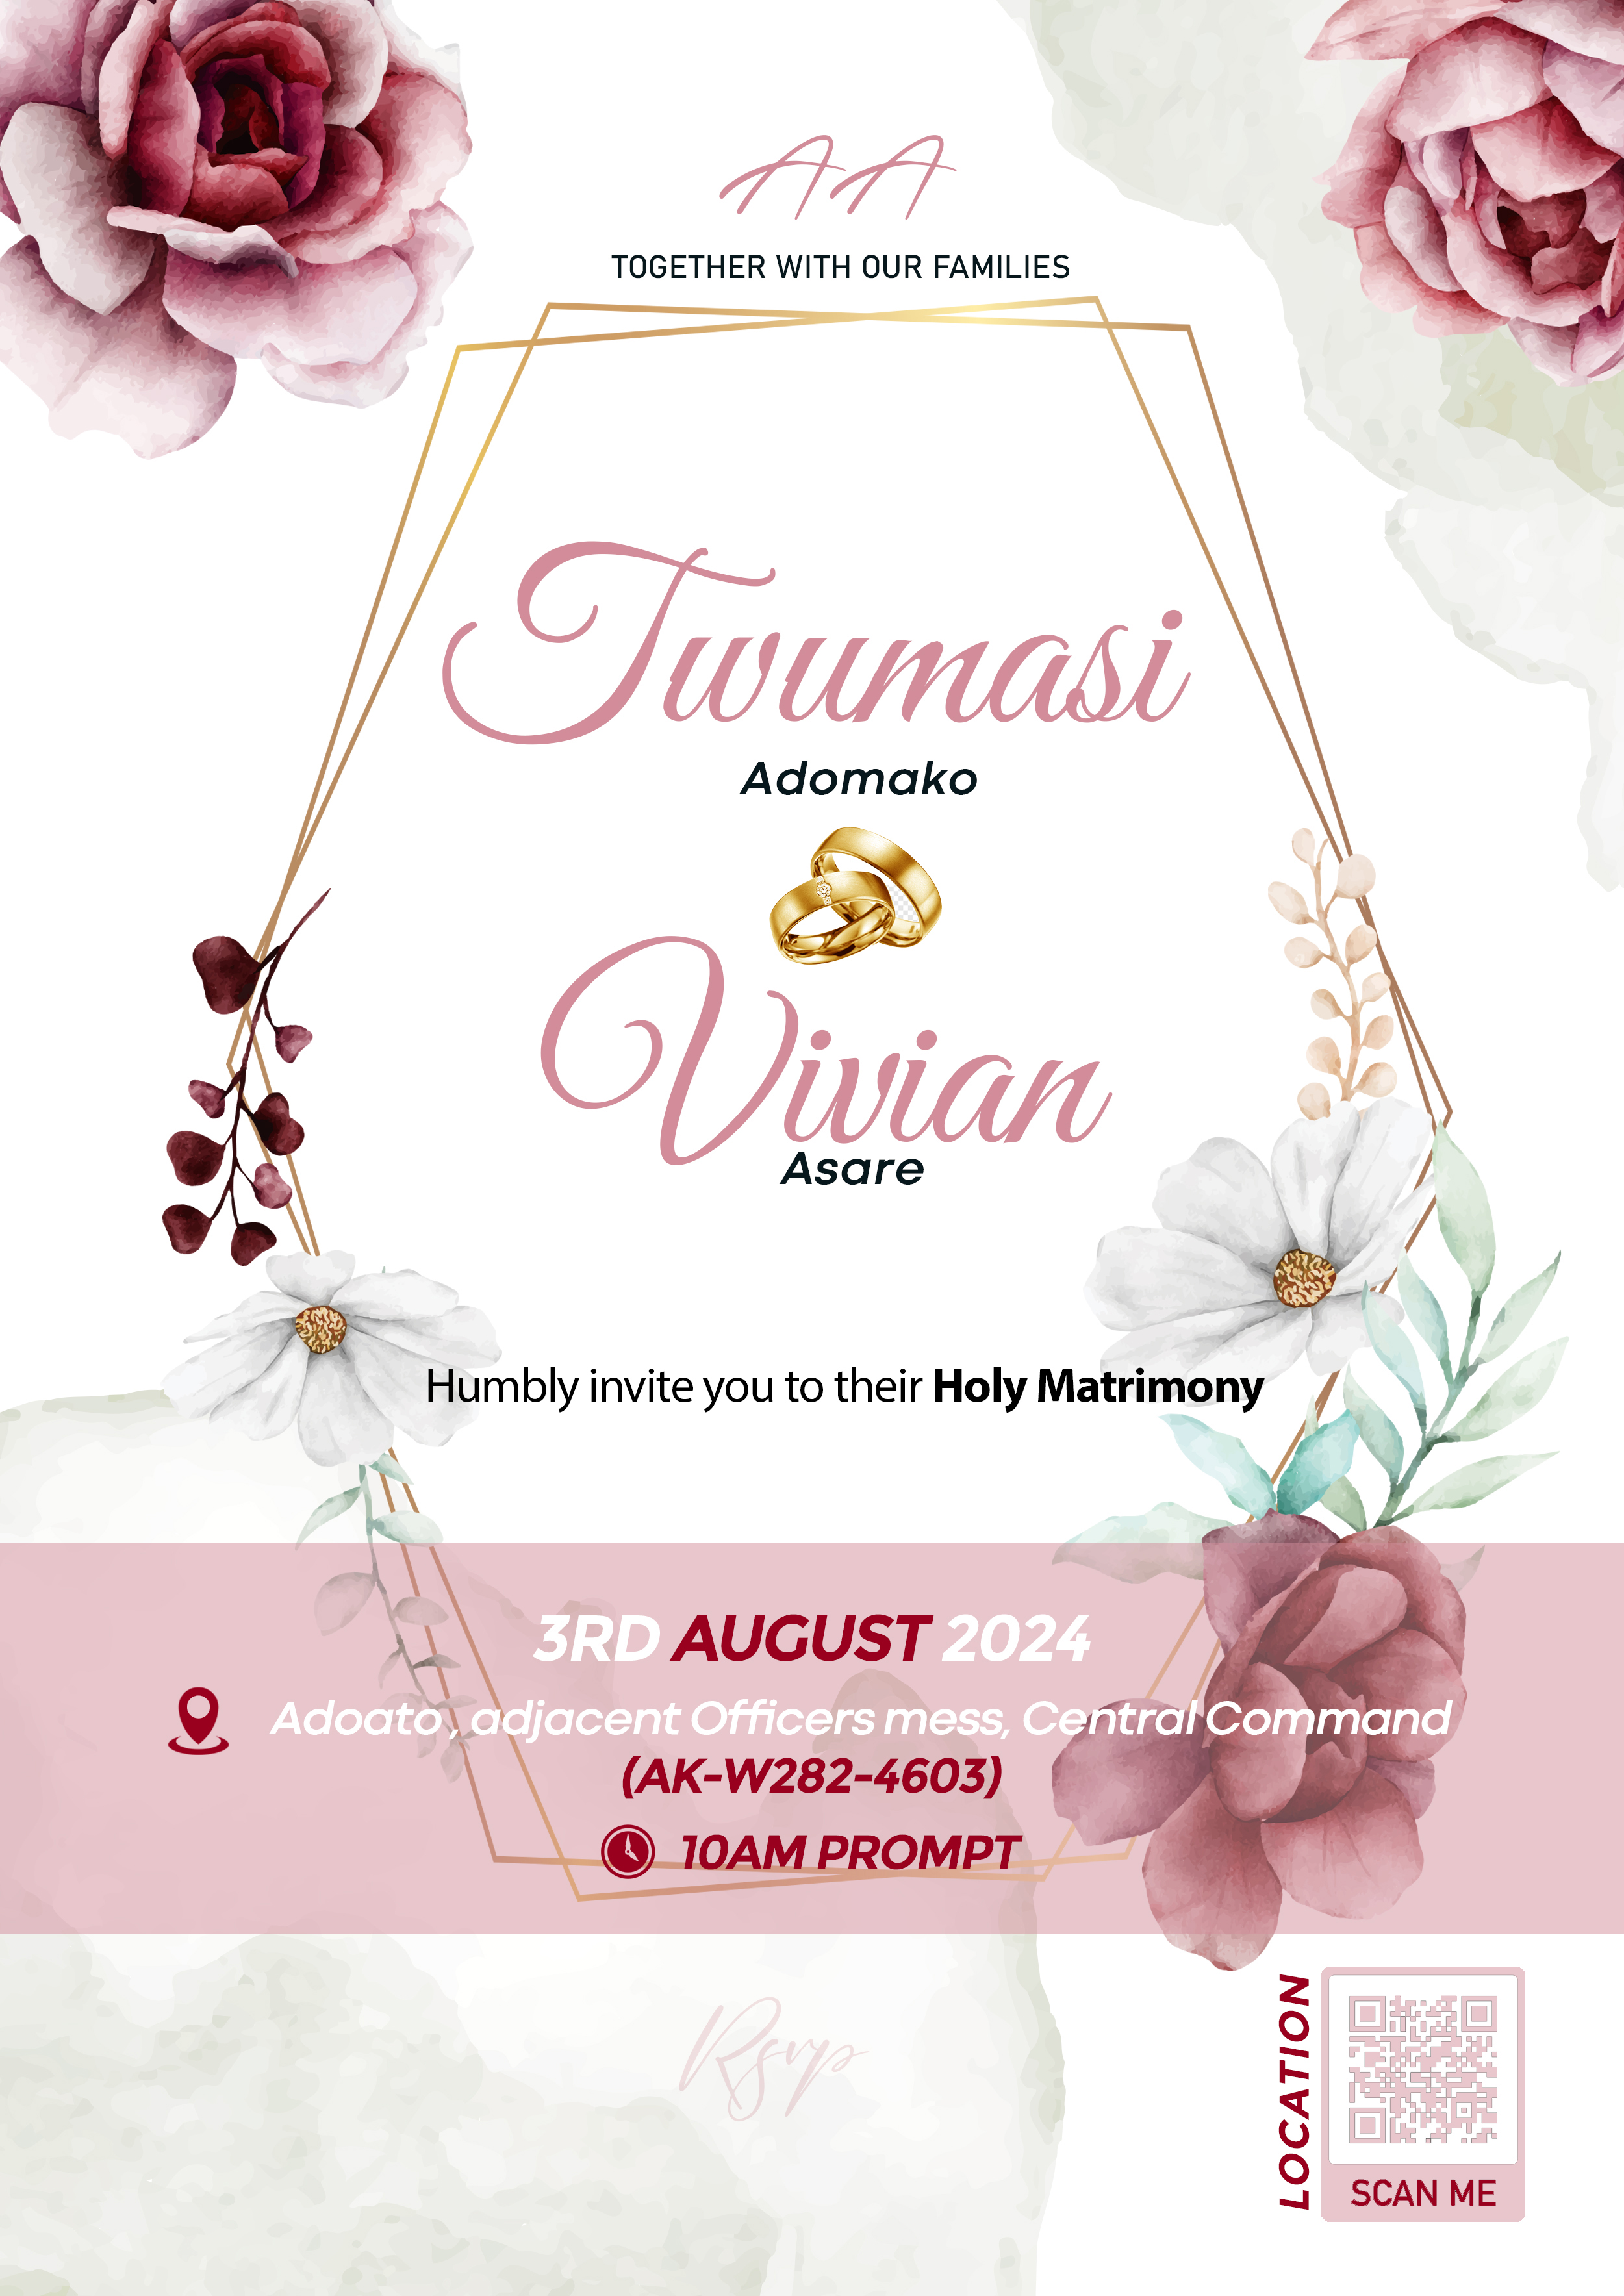 AA
TOGETHER WITH OUR FAMILIES
Twumasi
Adomako
Vivian
Asare
Humbly invite you to their Holy Matrimony
3RD AUGUST 2024
Adoato , adjacent Officers mess, Central Command
(AK-W282-4603)
10AM PROMPT
Rsvp
LOCATION
SCAN ME